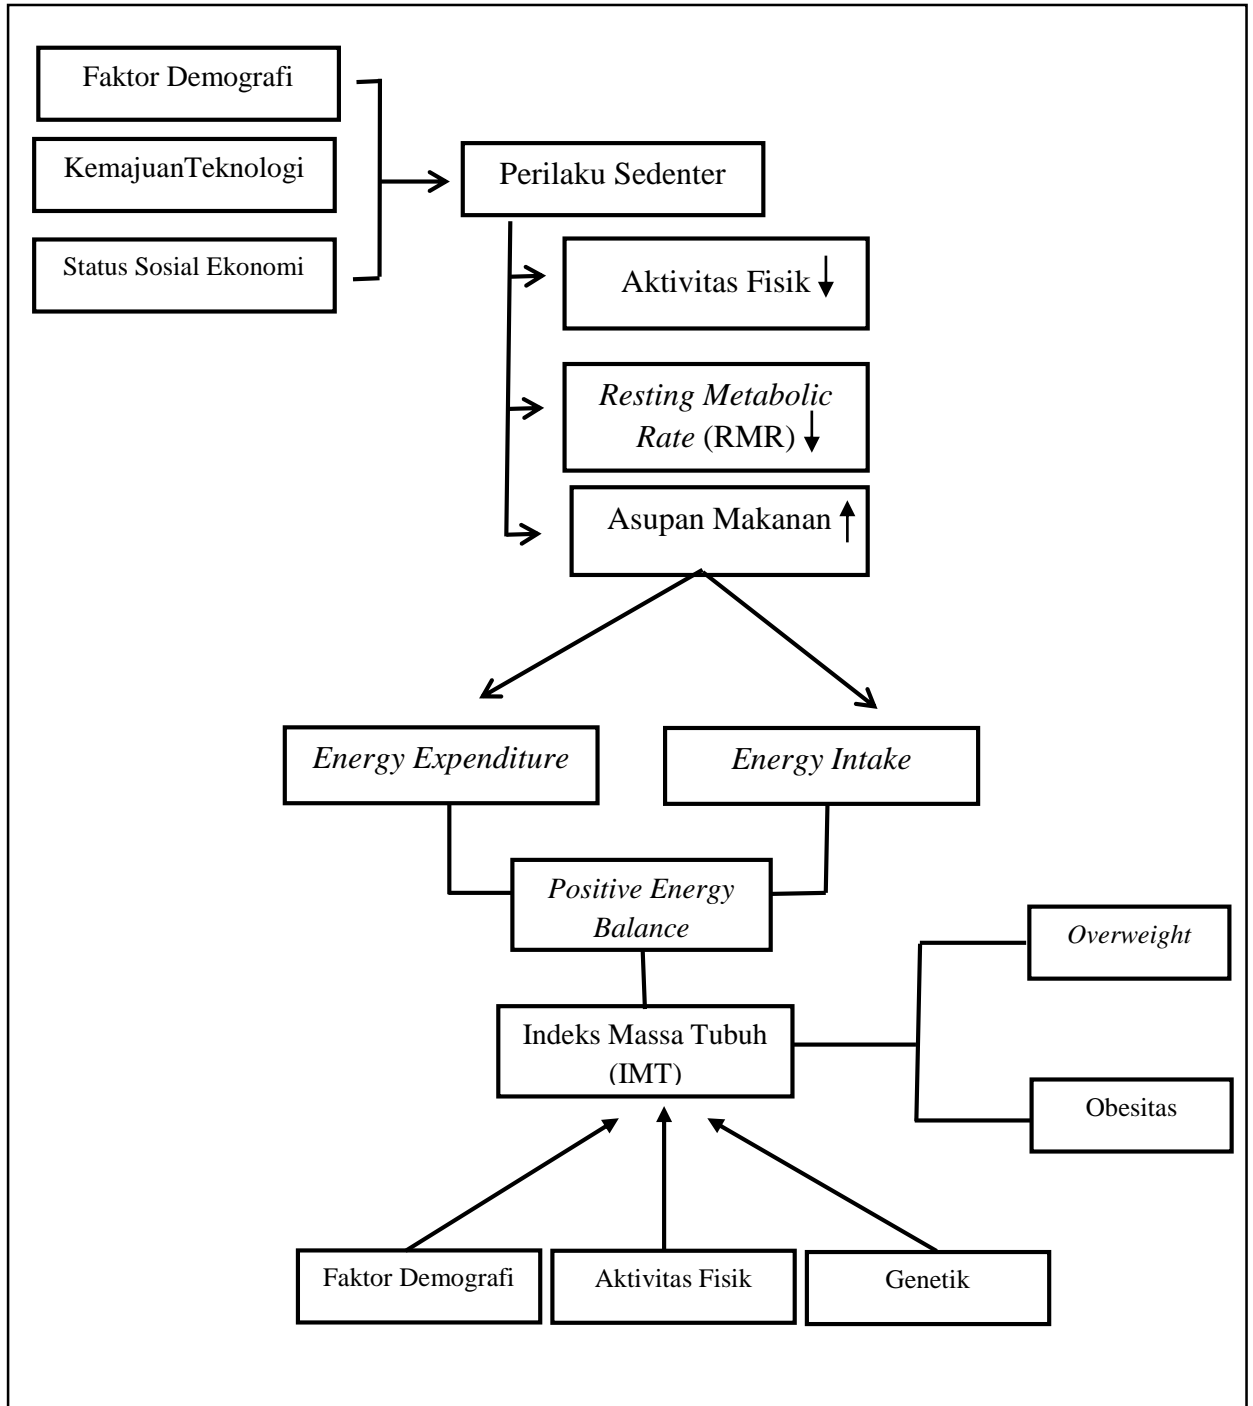 Faktor Demografi
KemajuanTeknologi
Status Sosial Ekonomi
Perilaku Sedenter
Aktivitas Fisik
Resting Metabolic
Rate (RMR)
Asupan Makanan
Energy Expenditure
Energy Intake
Positive Energy
Balance
Overweight
Indeks Massa Tubuh
(IMT)
Obesitas
Faktor Demografi
Aktivitas Fisik
Genetik